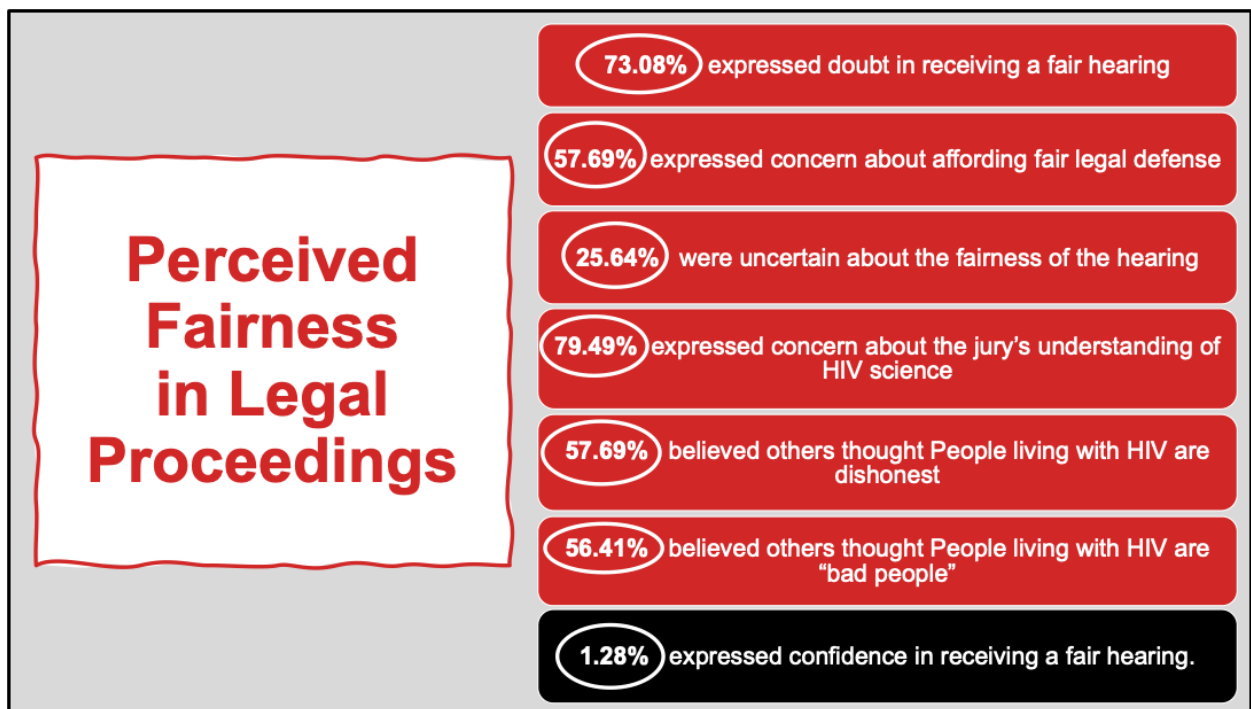 Perceived
Fairness
in Legal
Proceedings
73.08% expressed doubt in receiving a fair hearing
57.69% expressed concern about affording fair legal defense
25.64% were uncertain about the fairness of the hearing
79.49% expressed concern about the jury’s understanding of
HIV science
57.69% believed others thought People living with HIV are
dishonest
56.41% believed others thought People living with HIV are
“bad people”
1.28% expressed confidence in receiving a fair hearing.